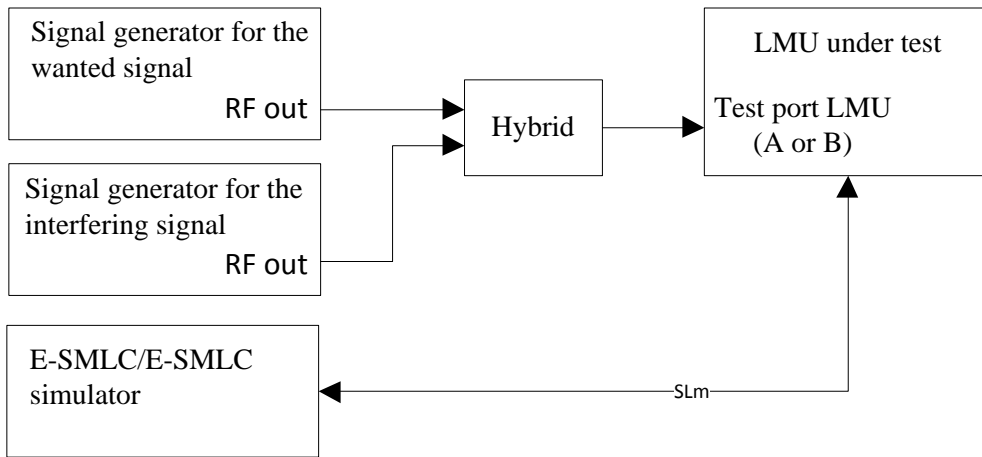 Signal generator for the
wanted signal
RF out
Signal generator for the
interfering signal
RF out
E-SMLC/E-SMLC
simulator
Hybrid
LMU under test
Test port LMU
(A or B)
SLm